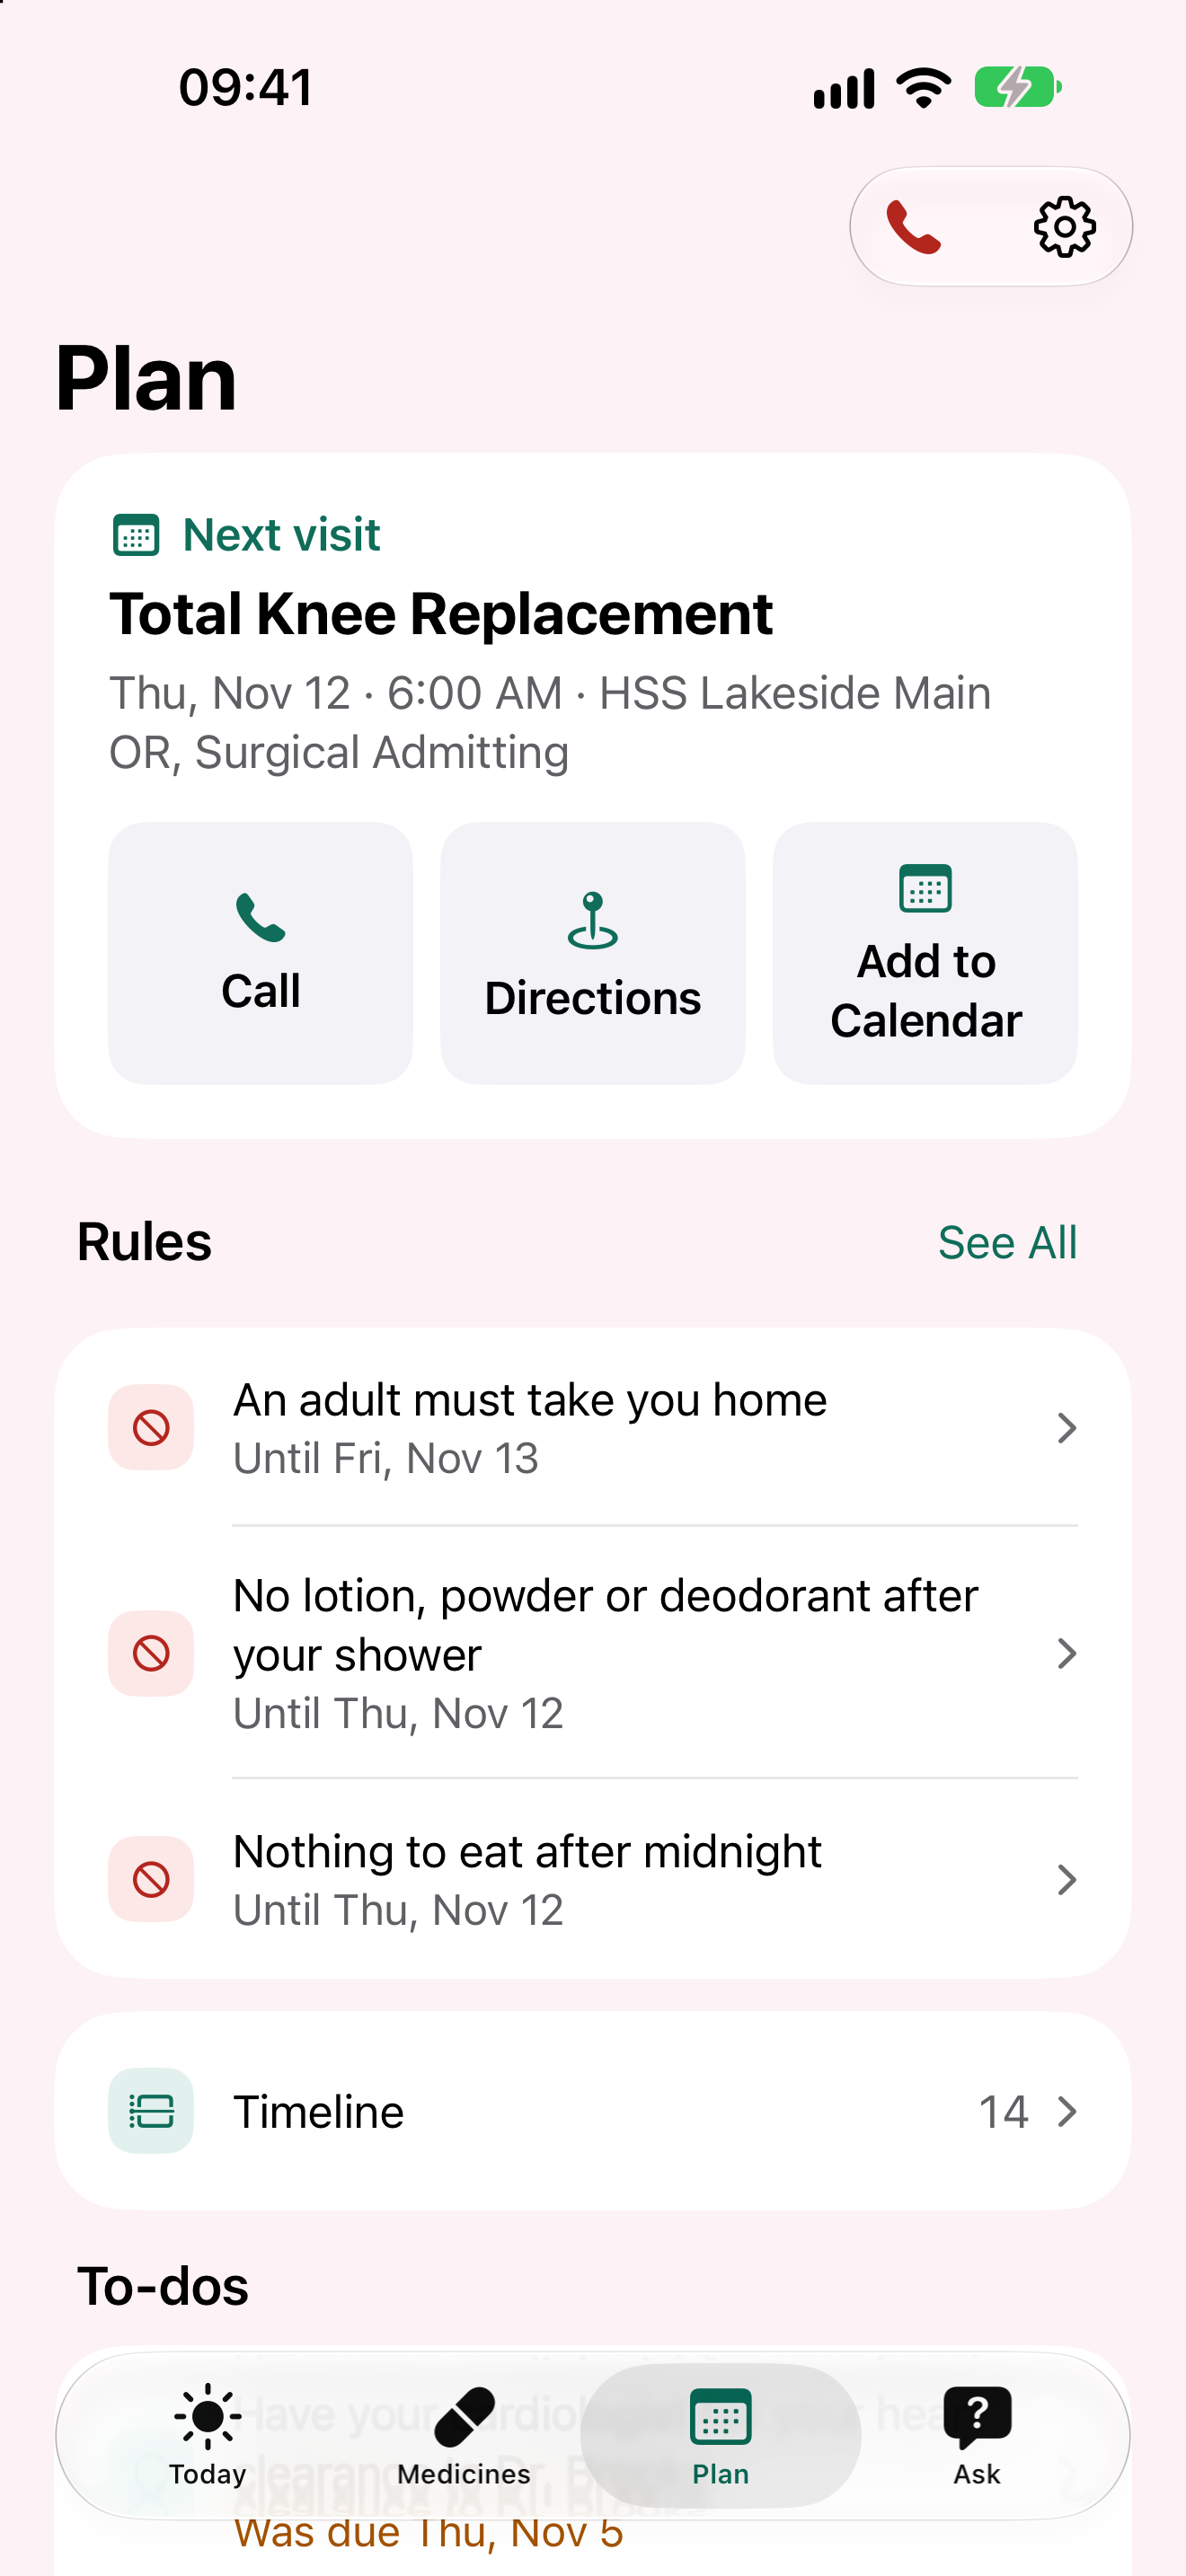 09:41
Plan
Next visit
Total Knee Replacement
Thu, Nov 12 · 6:00 AM · HSS Lakeside Main
OR, Surgical Admitting
Call
Directions
Add to
Calendar
Rules
See All
An adult must take you home
Until Fri, Nov 13
No lotion, powder or deodorant after
your shower
Until Thu, Nov 12
Nothing to eat after midnight
Until Thu, Nov 12
Timeline
14
To-dos
Have your
Was due Thu, Nov 5
Today
Medicines
Plan
Ask